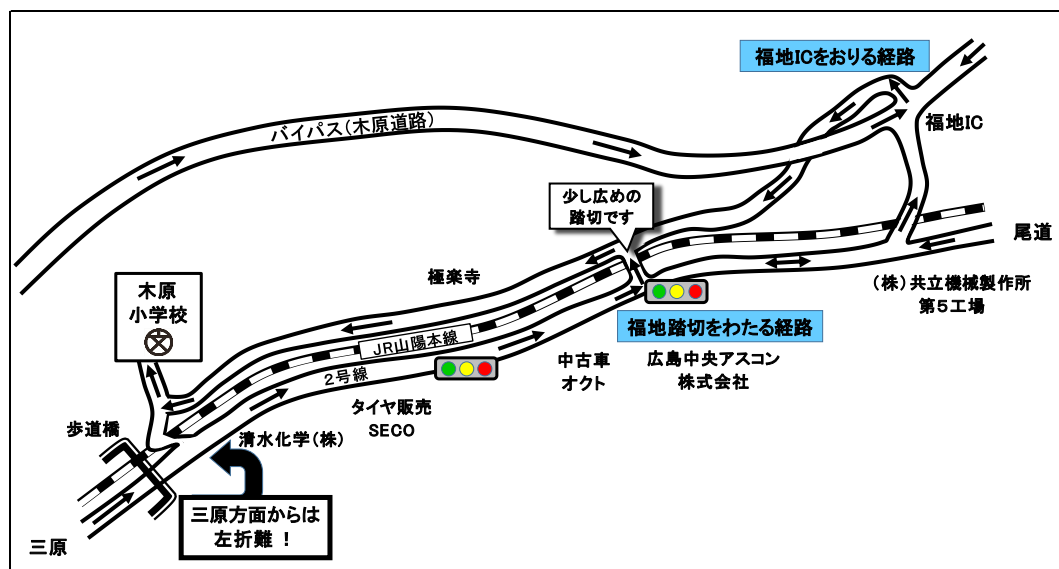 福地ICをおりる経路
バイパス(木原道路)
福地IC
少し広めの
踏切です
尾道
極楽寺
(株)共立機械製作所
第5工場
木原
小学校
文
福地踏切をわたる経路
JR山陽本線
中古車
オクト
広島中央アスコン
株式会社
2号線
タイヤ販売
SECO
歩道橋
清水化学(株)
三原方面からは
左折難 !
三原